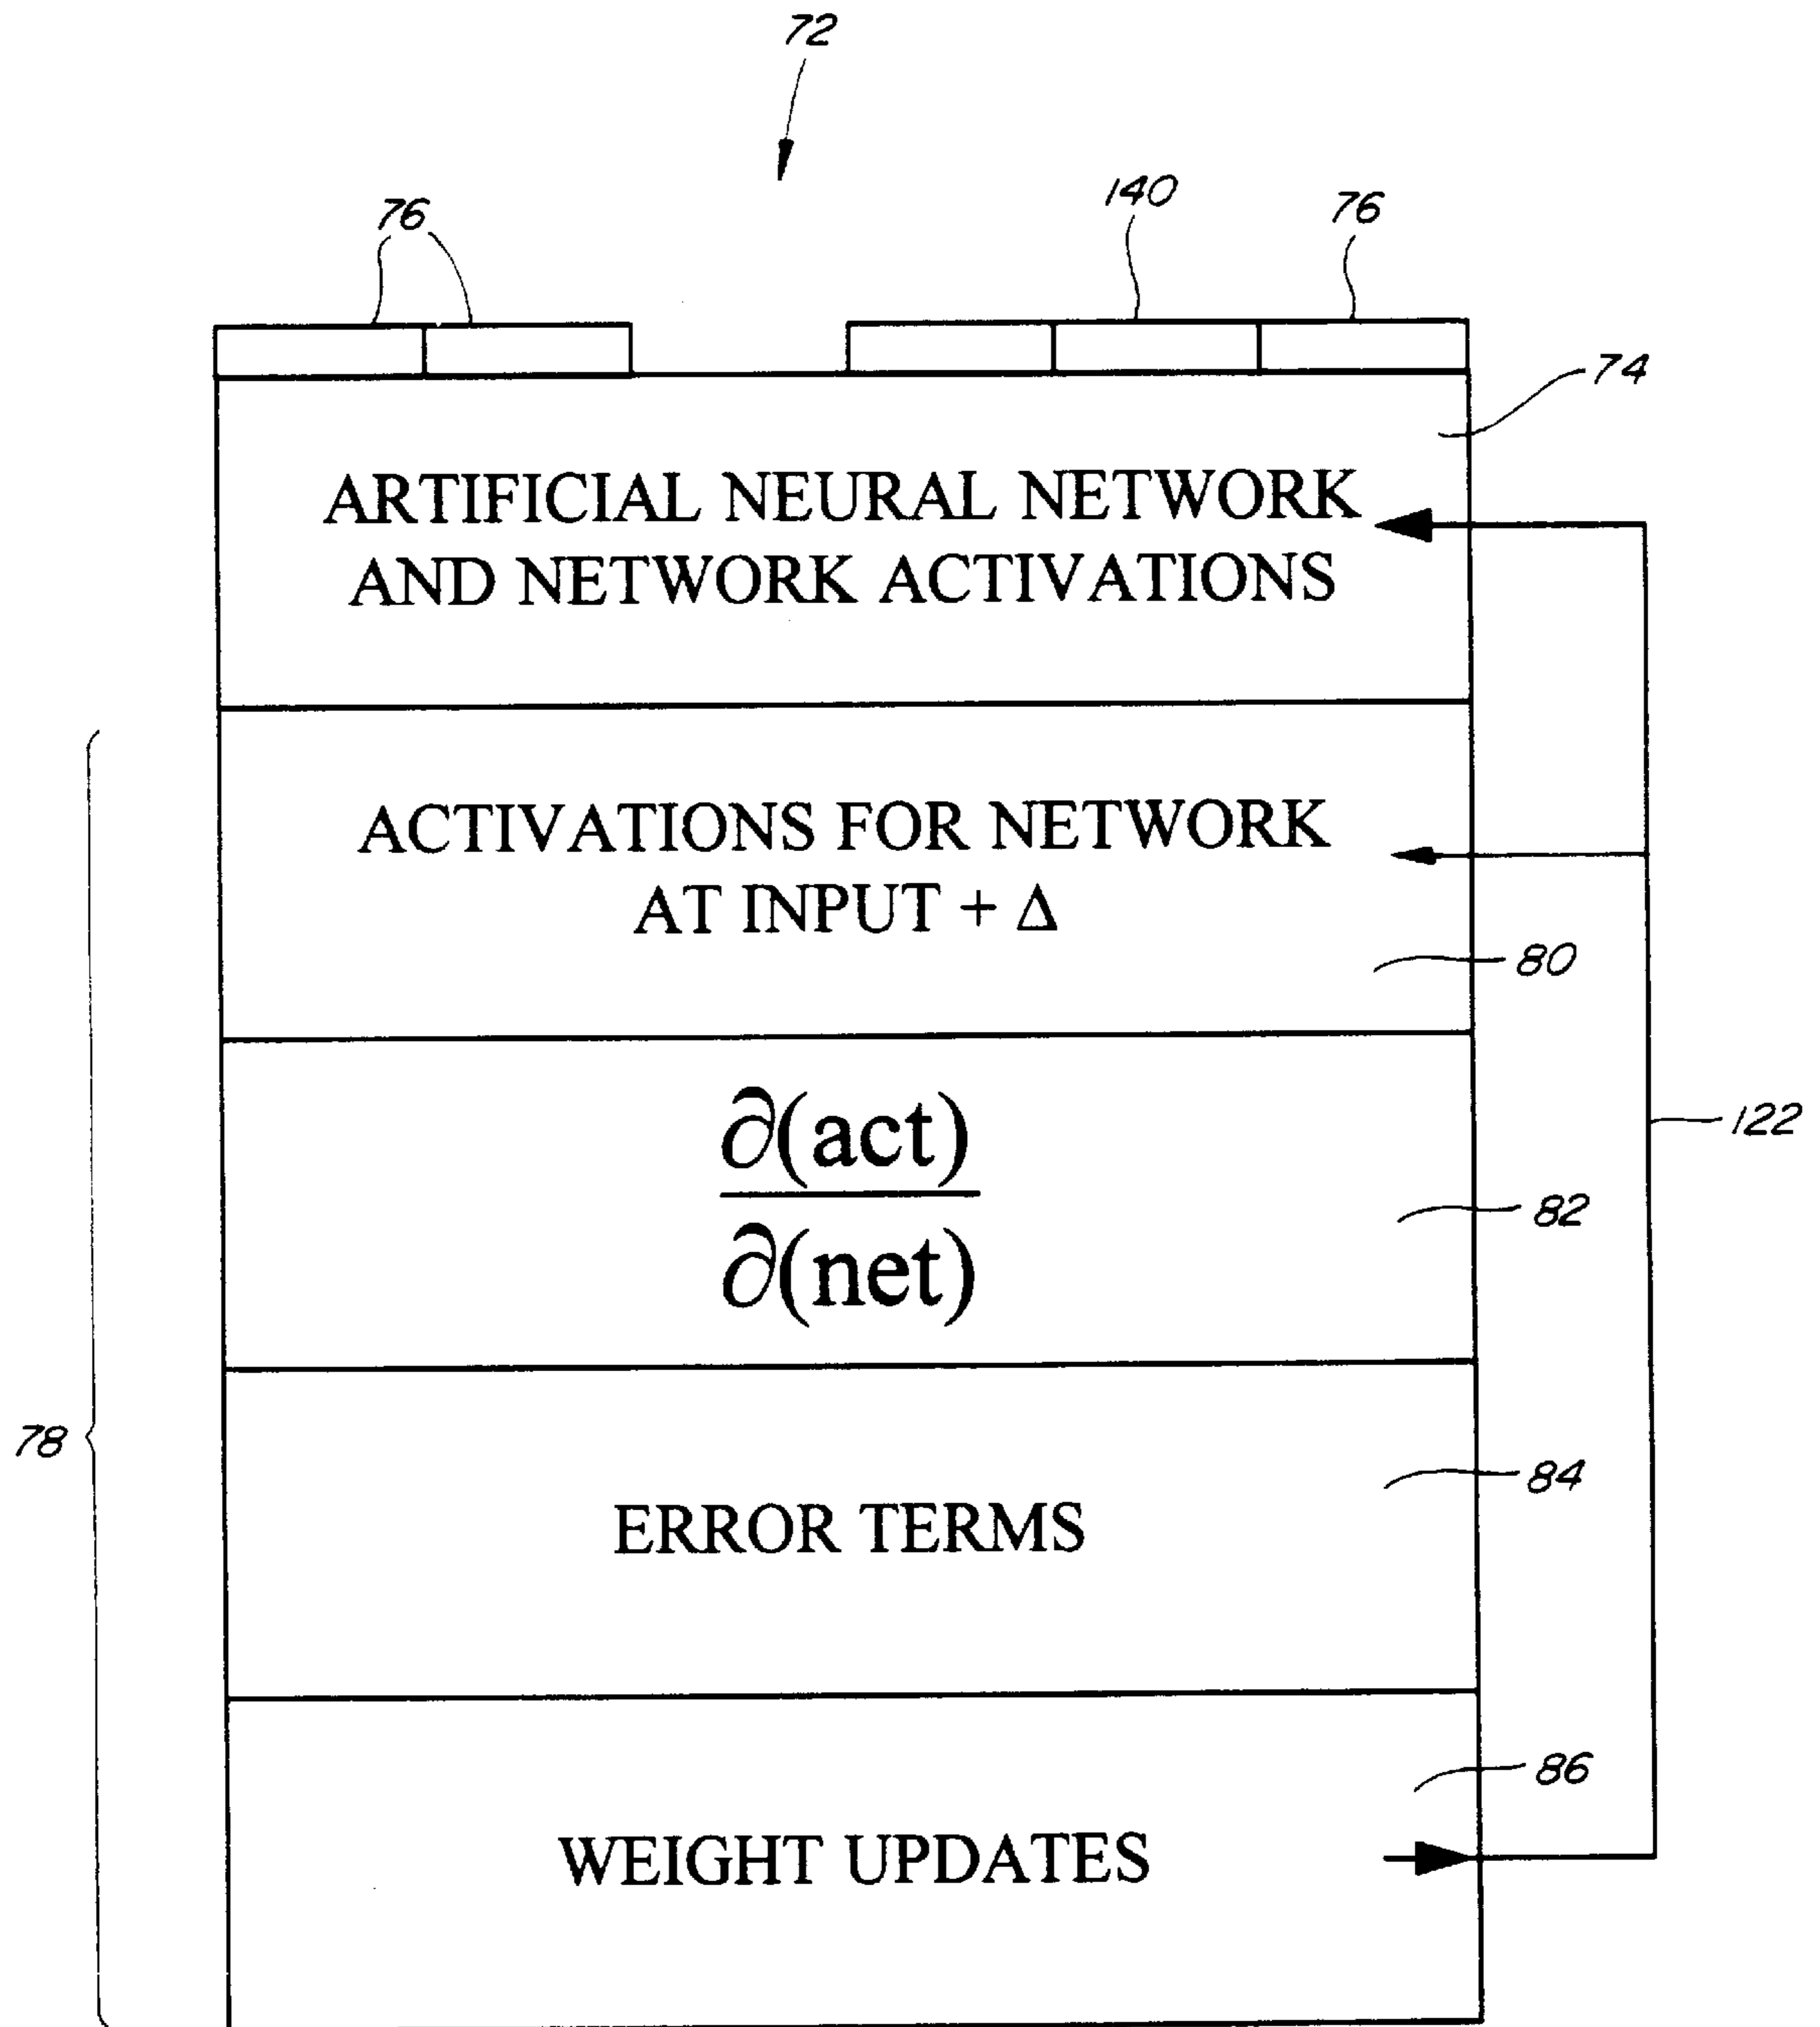 72
76
140
76
74
ARTIFICIAL NEURAL NETWORK
AND NETWORK ACTIVATIONS
ACTIVATIONS FOR NETWORK
AT INPUT + Δ
80
∂(act)
∂(net)
122
82
78
84
ERROR TERMS
86
WEIGHT UPDATES